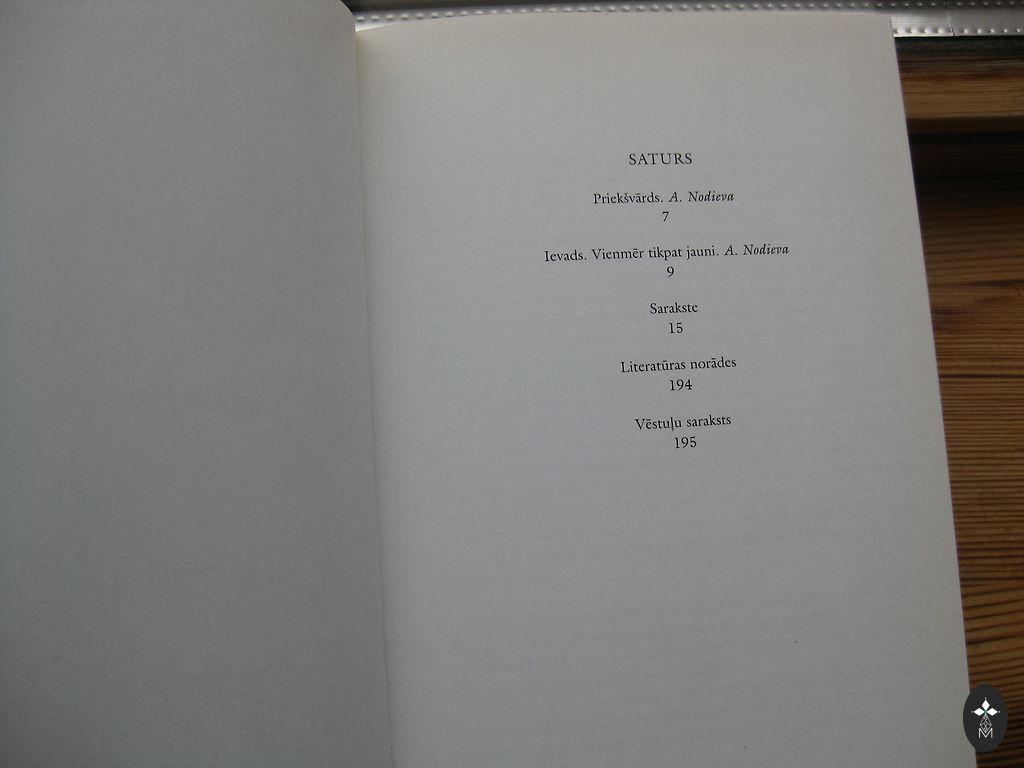 SATURS
Priekšvārds. A. Nodieva
7
Ievads. Vienmēr tikpat jauni. A. Nodieva
9
Sarakste
15
Literatūras norādes
194
Vēstuļu saraksts
195
M